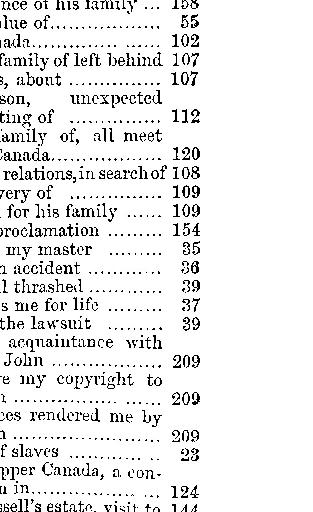 nce of his family ... 158
lue of.................. 55
nada.................. 102
family of left behind 107
s, about ............... 107
son, unexpected
ting of ............... 112
family of, all meet
Canada.................. 120
relations, in search of 108
very of ............... 109
for his family ...... 109
proclamation ......... 154
my master ......... 35
n accident ............ 36
l thrashed ............ 39
s me for life ......... 37
the lawsuit ......... 39
acquaintance with
John .................. 209
ve my copyright to
........................ 209
ces rendered me by
........................ 209
f slaves ............... 23
pper Canada, a con-
n in..................... 124
ssell's estate, visit to 144